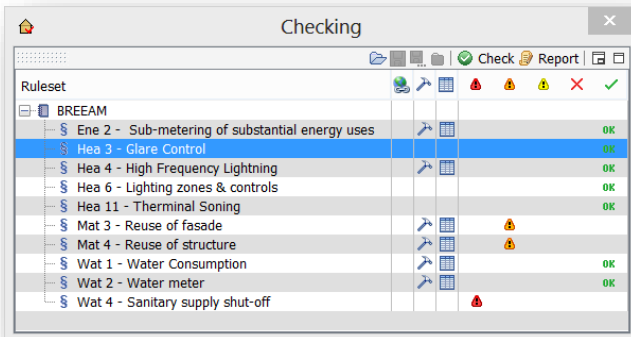 Checking
Check Report
Ruleset
BREEAM
§ Ene 2 - Sub-metering of substantial energy uses OK
§ Hea 3 - Glare Control OK
§ Hea 4 - High Frequency Lightning OK
§ Hea 6 - Lighting zones & controls OK
§ Hea 11 - Therminal Soning OK
§ Mat 3 - Reuse of fasade
§ Mat 4 - Reuse of structure
§ Wat 1 - Water Consumption OK
§ Wat 2 - Water meter OK
§ Wat 4 - Sanitary supply shut-off